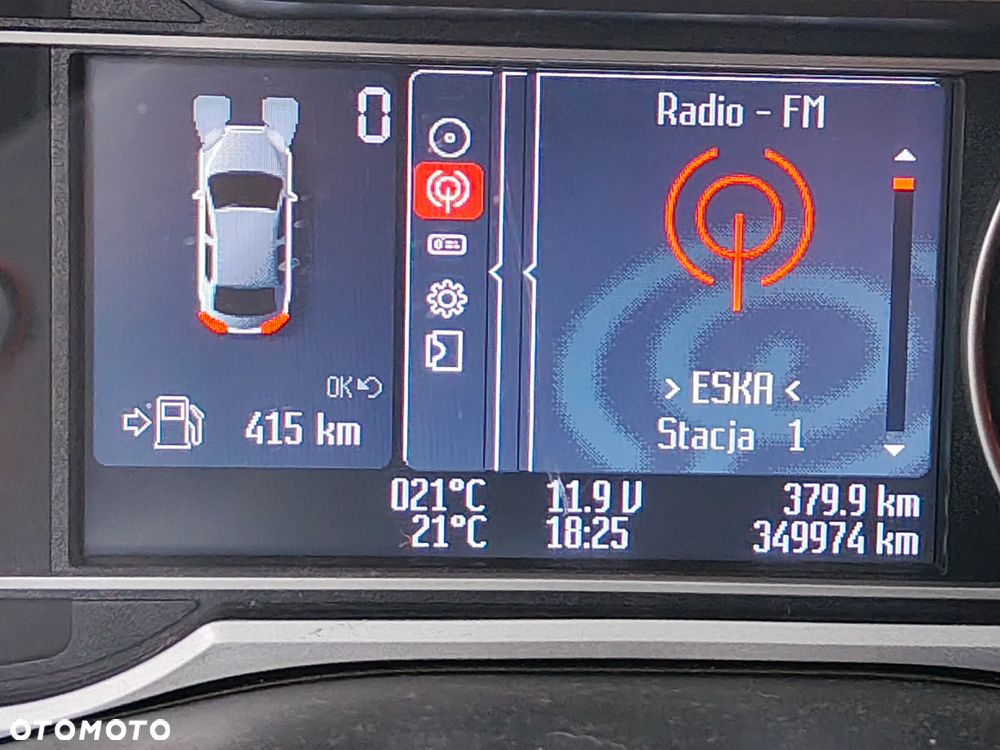 0
OK
415 km
Radio - FM
> ESKA <
Stacja 1
021°C 11.9 V 379.9 km
21°C 18:25 349974 km
OTOMOTO